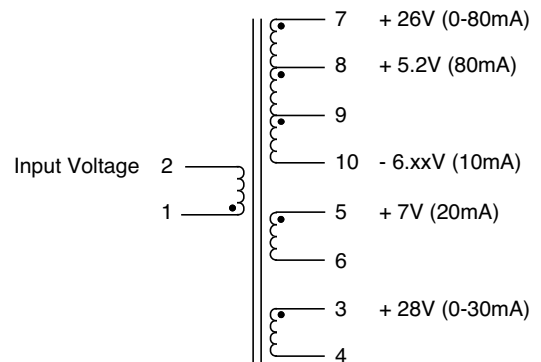 7 + 26V (0-80mA)
8 + 5.2V (80mA)
9
Input Voltage 2
10 - 6.xxV (10mA)
1
5 + 7V (20mA)
6
3 + 28V (0-30mA)
4